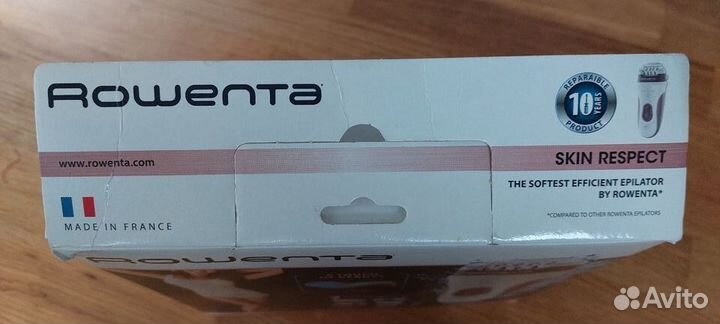 Rowenta
www.rowenta.com
MADE IN FRANCE
REPARABLE
10 YEARS
PRODUCT
SKIN RESPECT
THE SOFTEST EFFICIENT EPILATOR
BY ROWENTA*
*COMPARED TO OTHER ROWENTA EPILATORS
Rowenta
Avito